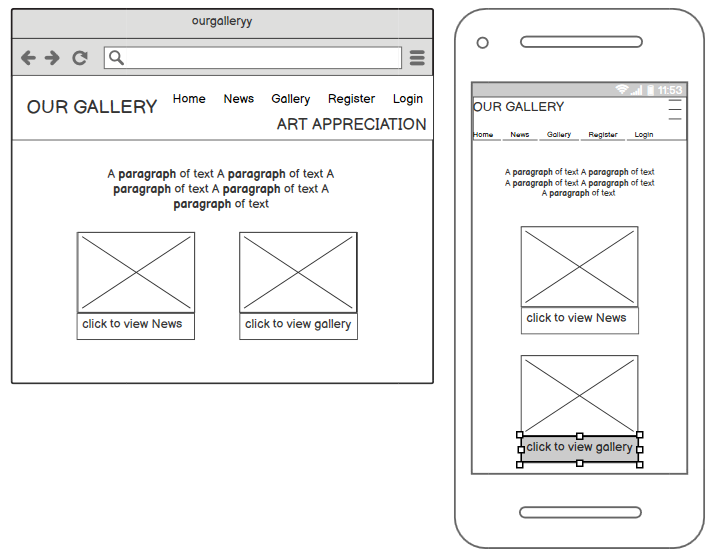 ourgalleryy
OUR GALLERY
Home News Gallery Register Login
ART APPRECIATION
A paragraph of text A paragraph of text A
paragraph of text A paragraph of text A
paragraph of text
click to view News
click to view gallery
11:53
OUR GALLERY
Home News Gallery Register Login
A paragraph of text A paragraph of text
A paragraph of text A paragraph of text
A paragraph of text
click to view News
click to view gallery